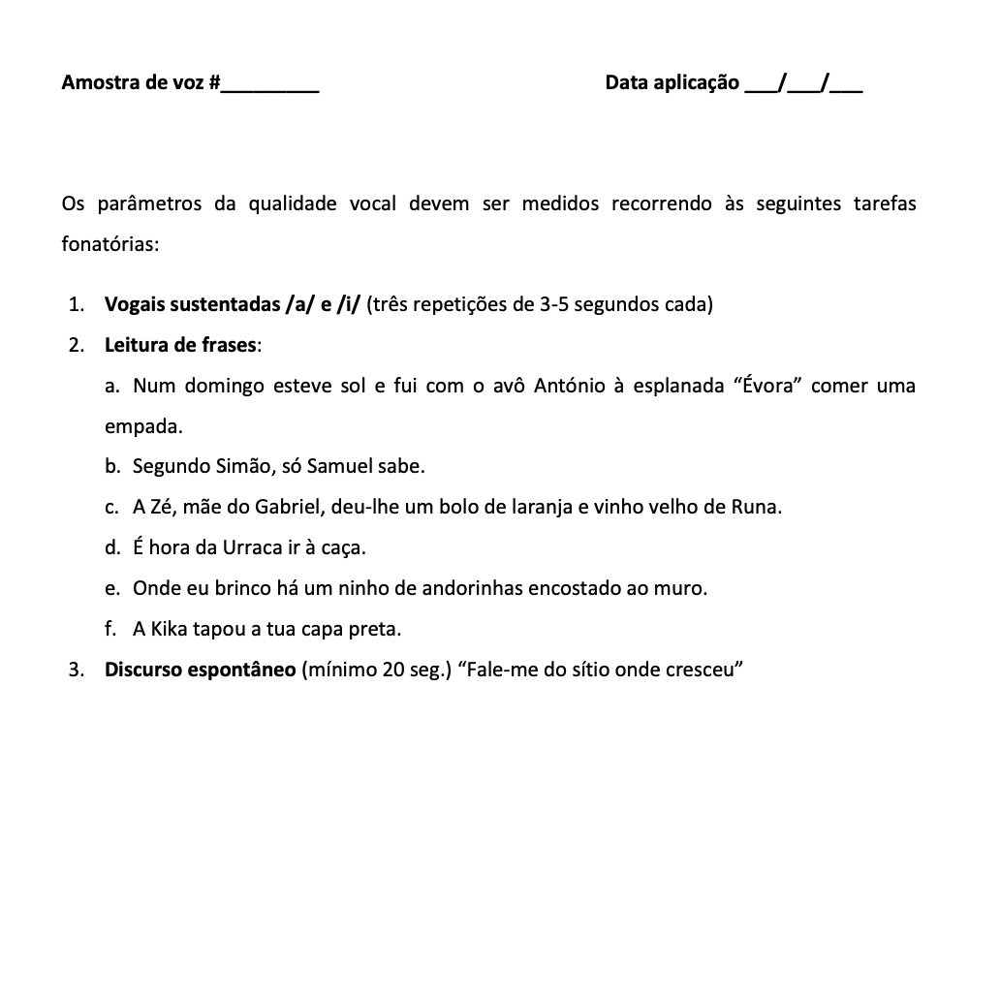 Amostra de voz #_________
Data aplicação ___/___/___
Os parâmetros da qualidade vocal devem ser medidos recorrendo às seguintes tarefas
fonatórias:
1. Vogais sustentadas /a/ e /i/ (três repetições de 3-5 segundos cada)
2. Leitura de frases:
a. Num domingo esteve sol e fui com o avô António à esplanada “Évora” comer uma
empada.
b. Segundo Simão, só Samuel sabe.
c. A Zé, mãe do Gabriel, deu-lhe um bolo de laranja e vinho velho de Runa.
d. É hora da Urraca ir à caça.
e. Onde eu brinco há um ninho de andorinhas encostado ao muro.
f. A Kika tapou a tua capa preta.
3. Discurso espontâneo (mínimo 20 seg.) “Fale-me do sítio onde cresceu”